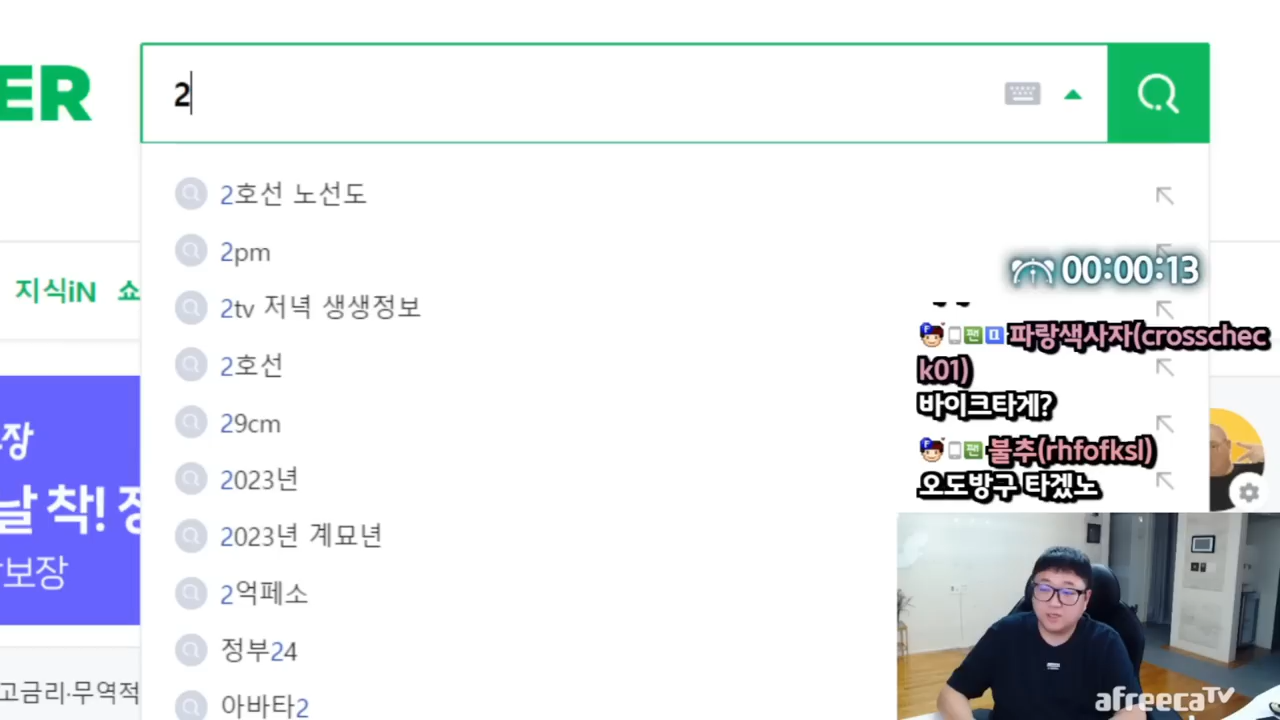 ER
2
2호선 노선도
2pm
2tv 저녁 생생정보
2호선
29cm
2023년
2023년 계묘년
2억페소
정부24
아바타2
지식iN 쇼
장
날 착! 정
보장
고금리·무역적
00:00:13
파랑색사자(crosschec
k01)
바이크타게?
불추(rhfofksl)
오도방구 타겠노
afreecaTV